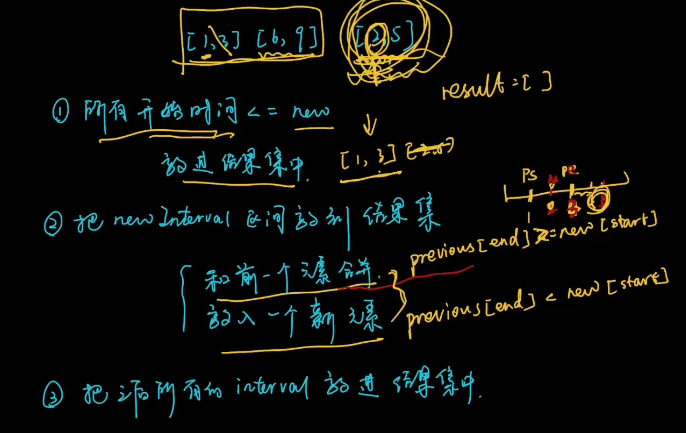 [1,3] [6,9] [2,5]
result=[ ]
① 所有开始时间 <= new
放进结果集中. [1,3]
PS PE
② 把 newInterval 区间放到 结果集
previous[end] >= new[start]
和前一个元素合并.
放入一个新元素
previous[end] < new[start]
③ 把之后所有的 interval 放进 结果集中.